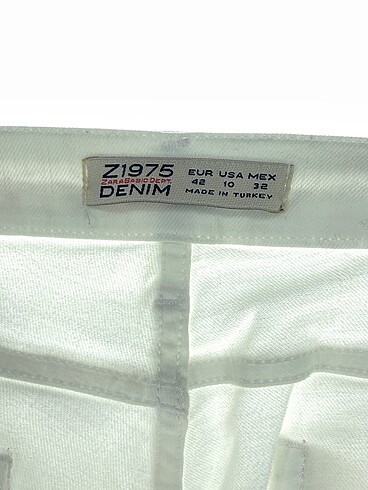 Z1975
ZARA BASIC DEPT.
DENIM
EUR USA MEX
42 10 32
MADE IN TURKEY